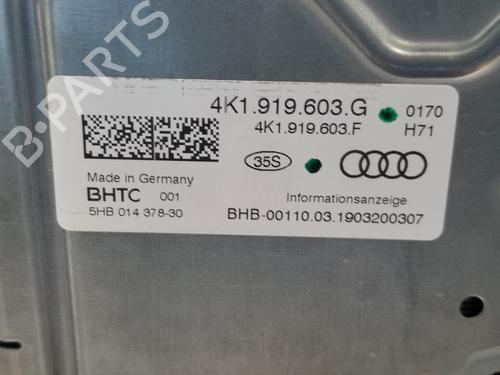 B-PARTS
4K1.919.603.G 0170
4K1.919.603.F H71
35S
Made in Germany
BHTC 001
5HB 014 378-30
Informationsanzeige
BHB-00110.03.1903200307